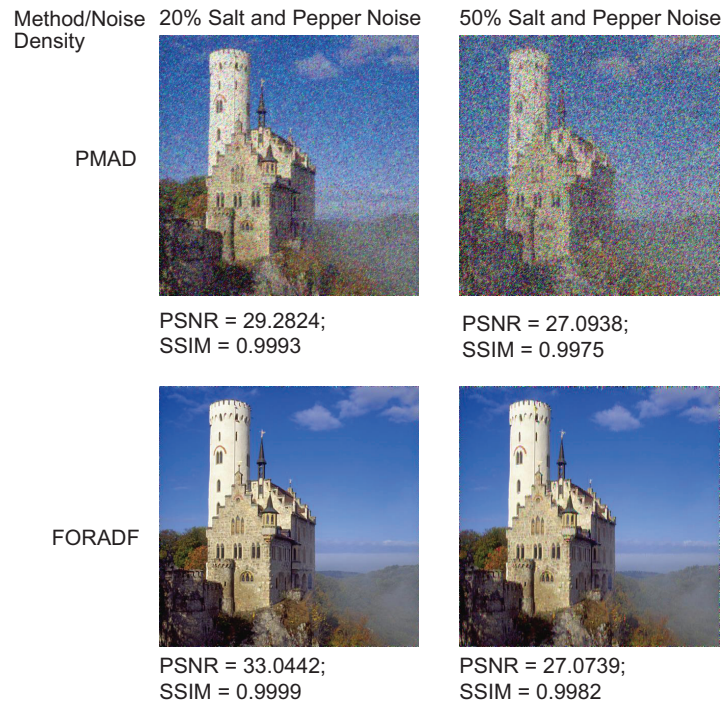 Method/Noise Density
20% Salt and Pepper Noise
50% Salt and Pepper Noise
PMAD
PSNR = 29.2824;
SSIM = 0.9993
PSNR = 27.0938;
SSIM = 0.9975
FORADF
PSNR = 33.0442;
SSIM = 0.9999
PSNR = 27.0739;
SSIM = 0.9982